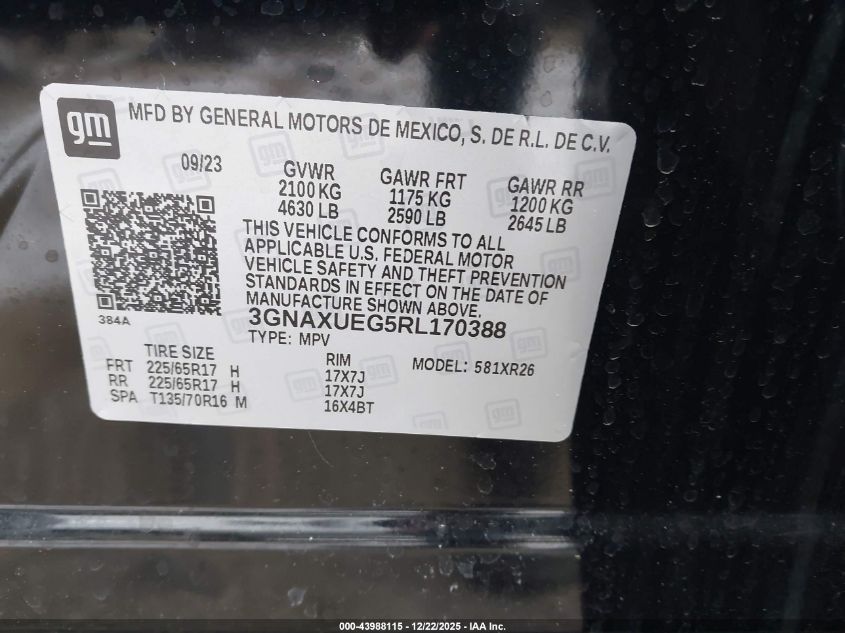 gm
MFD BY GENERAL MOTORS DE MEXICO, S. DE R.L. DE C.V.
09/23
GVWR
2100 KG
4630 LB
GAWR FRT
1175 KG
2590 LB
GAWR RR
1200 KG
2645 LB
THIS VEHICLE CONFORMS TO ALL
APPLICABLE U.S. FEDERAL MOTOR
VEHICLE SAFETY AND THEFT PREVENTION
STANDARDS IN EFFECT ON THE DATE OF
MANUFACTURE SHOWN ABOVE.
384A
3GNAXUEG5RL170388
TYPE: MPV
MODEL: 581XR26
TIRE SIZE
RIM
FRT 225/65R17 H 17X7J
RR 225/65R17 H 17X7J
SPA T135/70R16 M 16X4BT
000-43988115 - 12/22/2025 - IAA Inc.